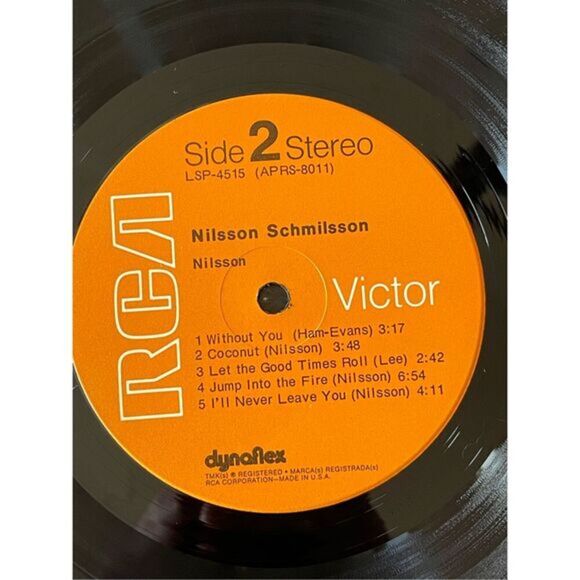 Side 2 Stereo
LSP-4515 (APRS-8011)
RCA
Nilsson Schmilsson
Nilsson
Victor
1 Without You (Ham-Evans) 3:17
2 Coconut (Nilsson) 3:48
3 Let the Good Times Roll (Lee) 2:42
4 Jump Into the Fire (Nilsson) 6:54
5 I'll Never Leave You (Nilsson) 4:11
dynaflex
TMK(s) ® REGISTERED • MARCA(s) REGISTRADA(s)
RCA CORPORATION—MADE IN U.S.A.